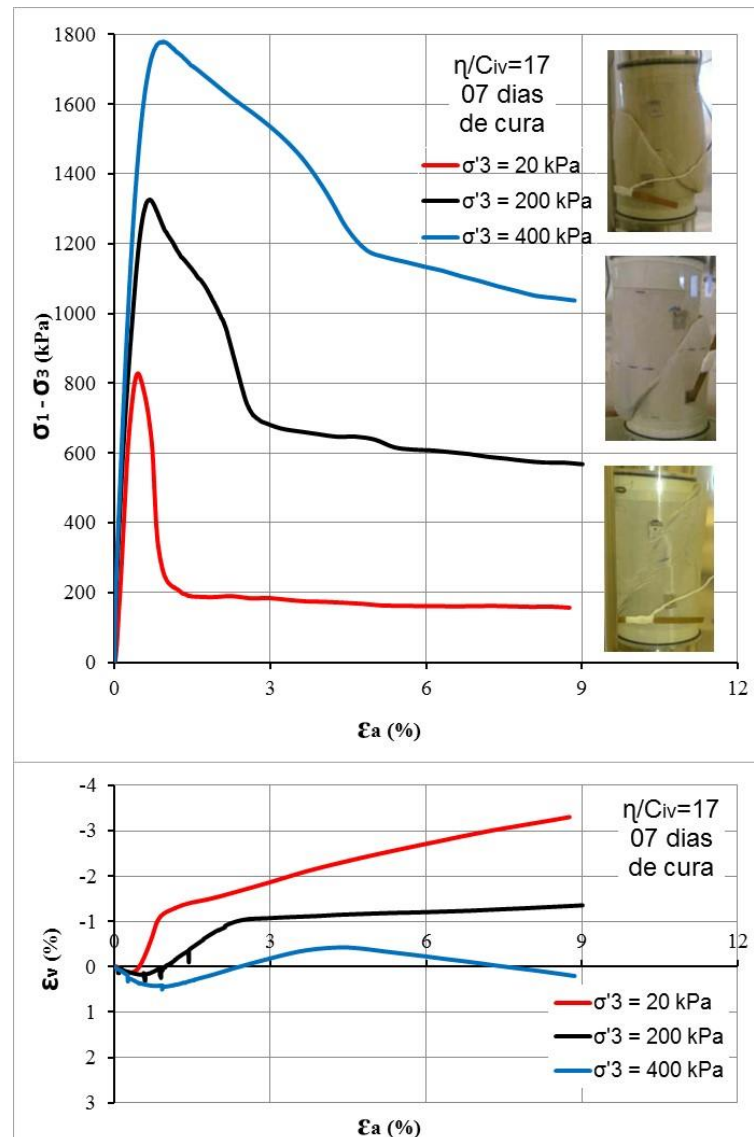 1800
1600
1400
1200
1000
800
600
400
200
0
σ1 - σ3 (kPa)
η/Civ=17
07 dias
de cura
σ'3 = 20 kPa
σ'3 = 200 kPa
σ'3 = 400 kPa
0 3 6 9 12
εa (%)
-4
-3
-2
-1
0
1
2
3
εv (%)
η/Civ=17
07 dias
de cura
0 3 6 9 12
σ'3 = 20 kPa
σ'3 = 200 kPa
σ'3 = 400 kPa
εa (%)